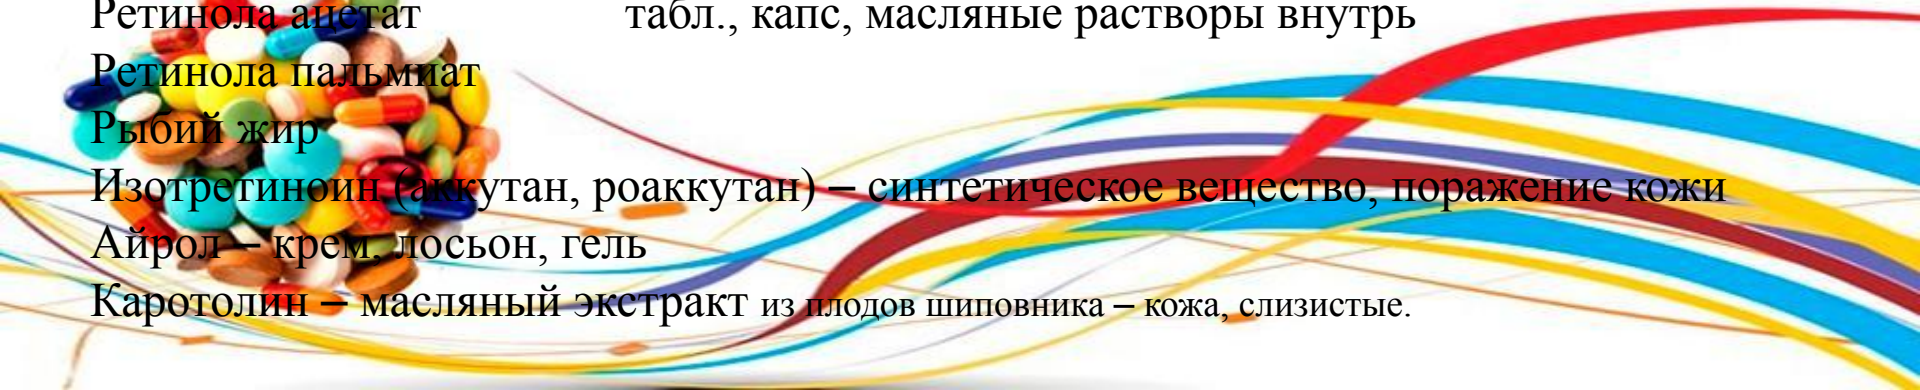 Ретинола ацетат табл., капс, масляные растворы внутрь
Ретинола пальмиат
Рыбий жир
Изотретиноин (аккутан, роаккутан) – синтетическое вещество, поражение кожи
Айрол – крем, лосьон, гель
Каротолин – масляный экстракт из плодов шиповника – кожа, слизистые.